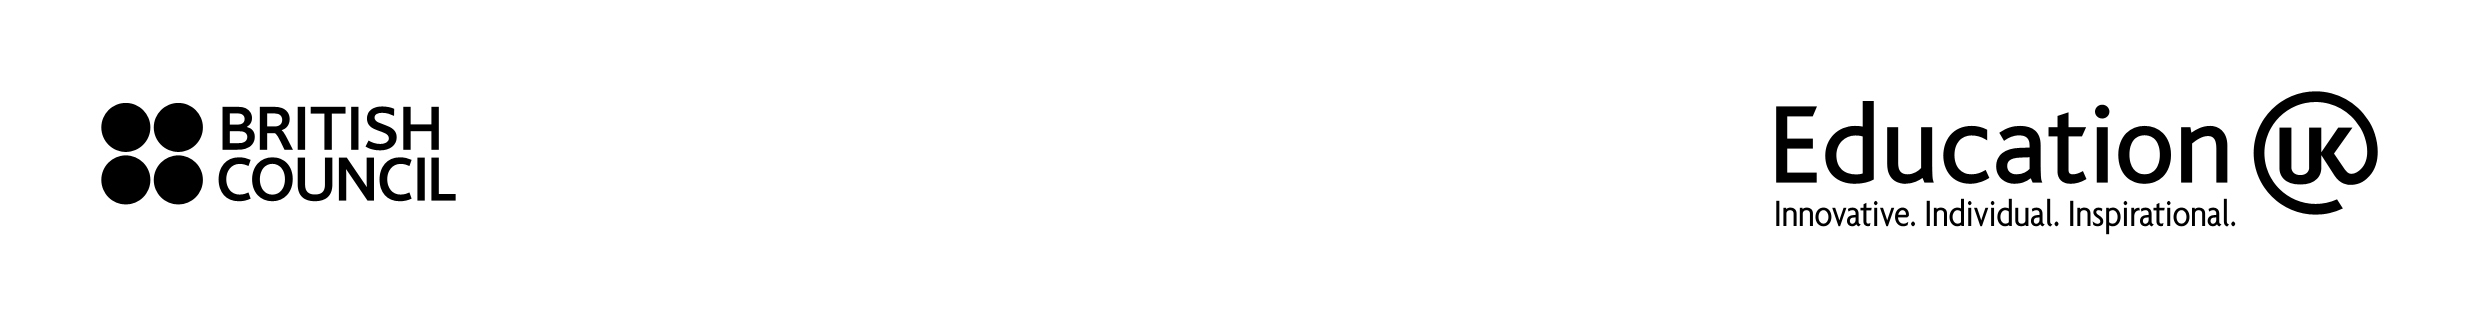 BRITISH
COUNCIL
Education UK
Innovative. Individual. Inspirational.